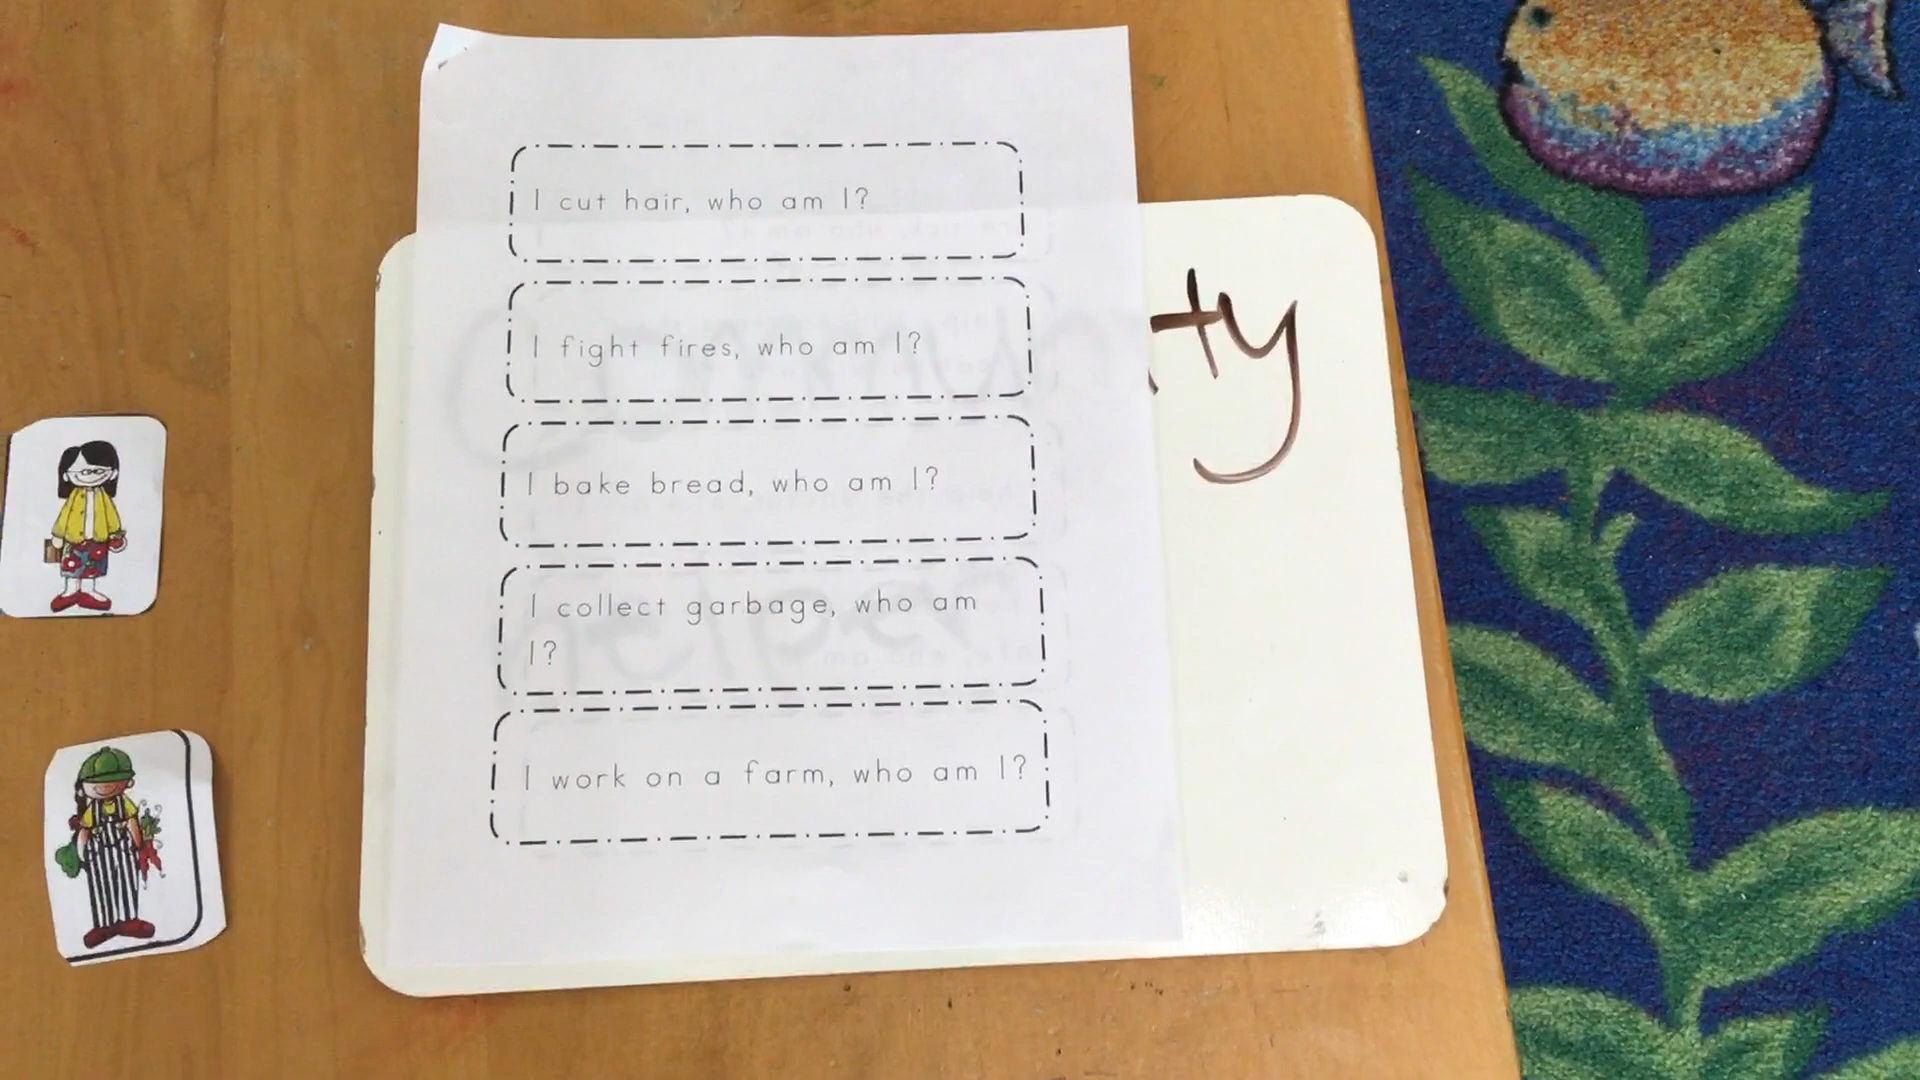 I cut hair, who am I?
I fight fires, who am I?
I bake bread, who am I?
I collect garbage, who am
I?
I work on a farm, who am I?
ty